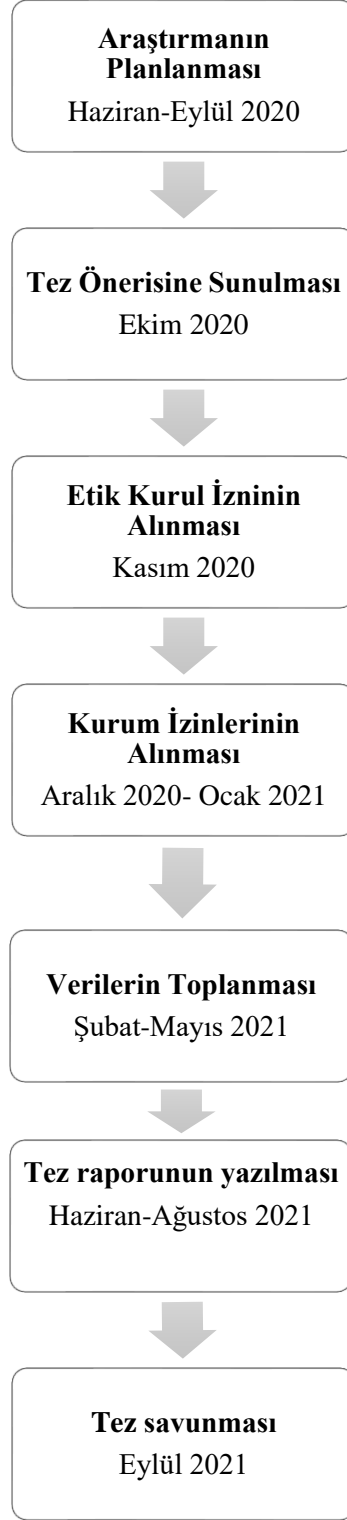 Araştırmanın
Planlanması
Haziran-Eylül 2020
Tez Önerisine Sunulması
Ekim 2020
Etik Kurul İzninin
Alınması
Kasım 2020
Kurum İzinlerinin
Alınması
Aralık 2020- Ocak 2021
Verilerin Toplanması
Şubat-Mayıs 2021
Tez raporunun yazılması
Haziran-Ağustos 2021
Tez savunması
Eylül 2021